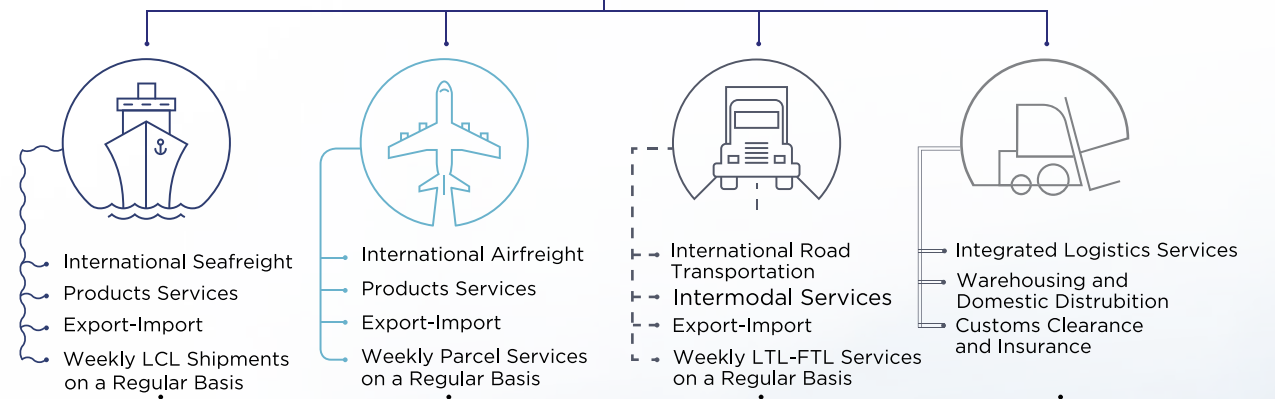 International Seafreight
Products Services
Export-Import
Weekly LCL Shipments
on a Regular Basis
International Airfreight
Products Services
Export-Import
Weekly Parcel Services
on a Regular Basis
International Road
Transportation
Intermodal Services
Export-Import
Weekly LTL-FTL Services
on a Regular Basis
Integrated Logistics Services
Warehousing and
Domestic Distrubition
Customs Clearance
and Insurance